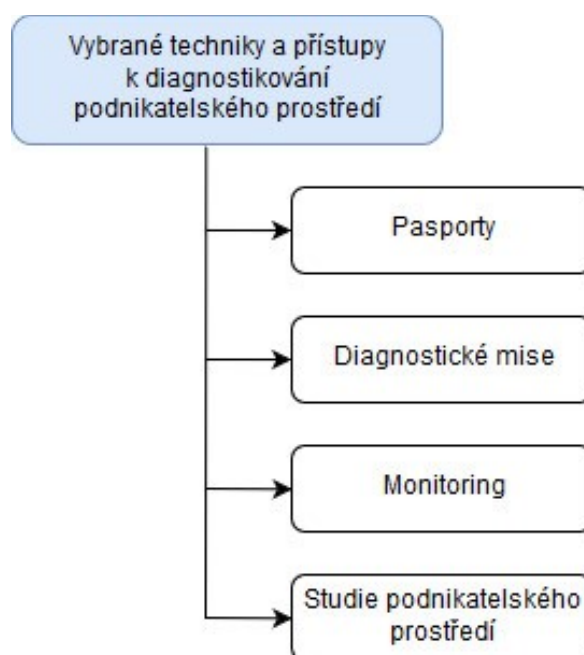 Vybrané techniky a přístupy
k diagnostikování
podnikatelského prostředí
Pasporty
Diagnostické mise
Monitoring
Studie podnikatelského
prostředí